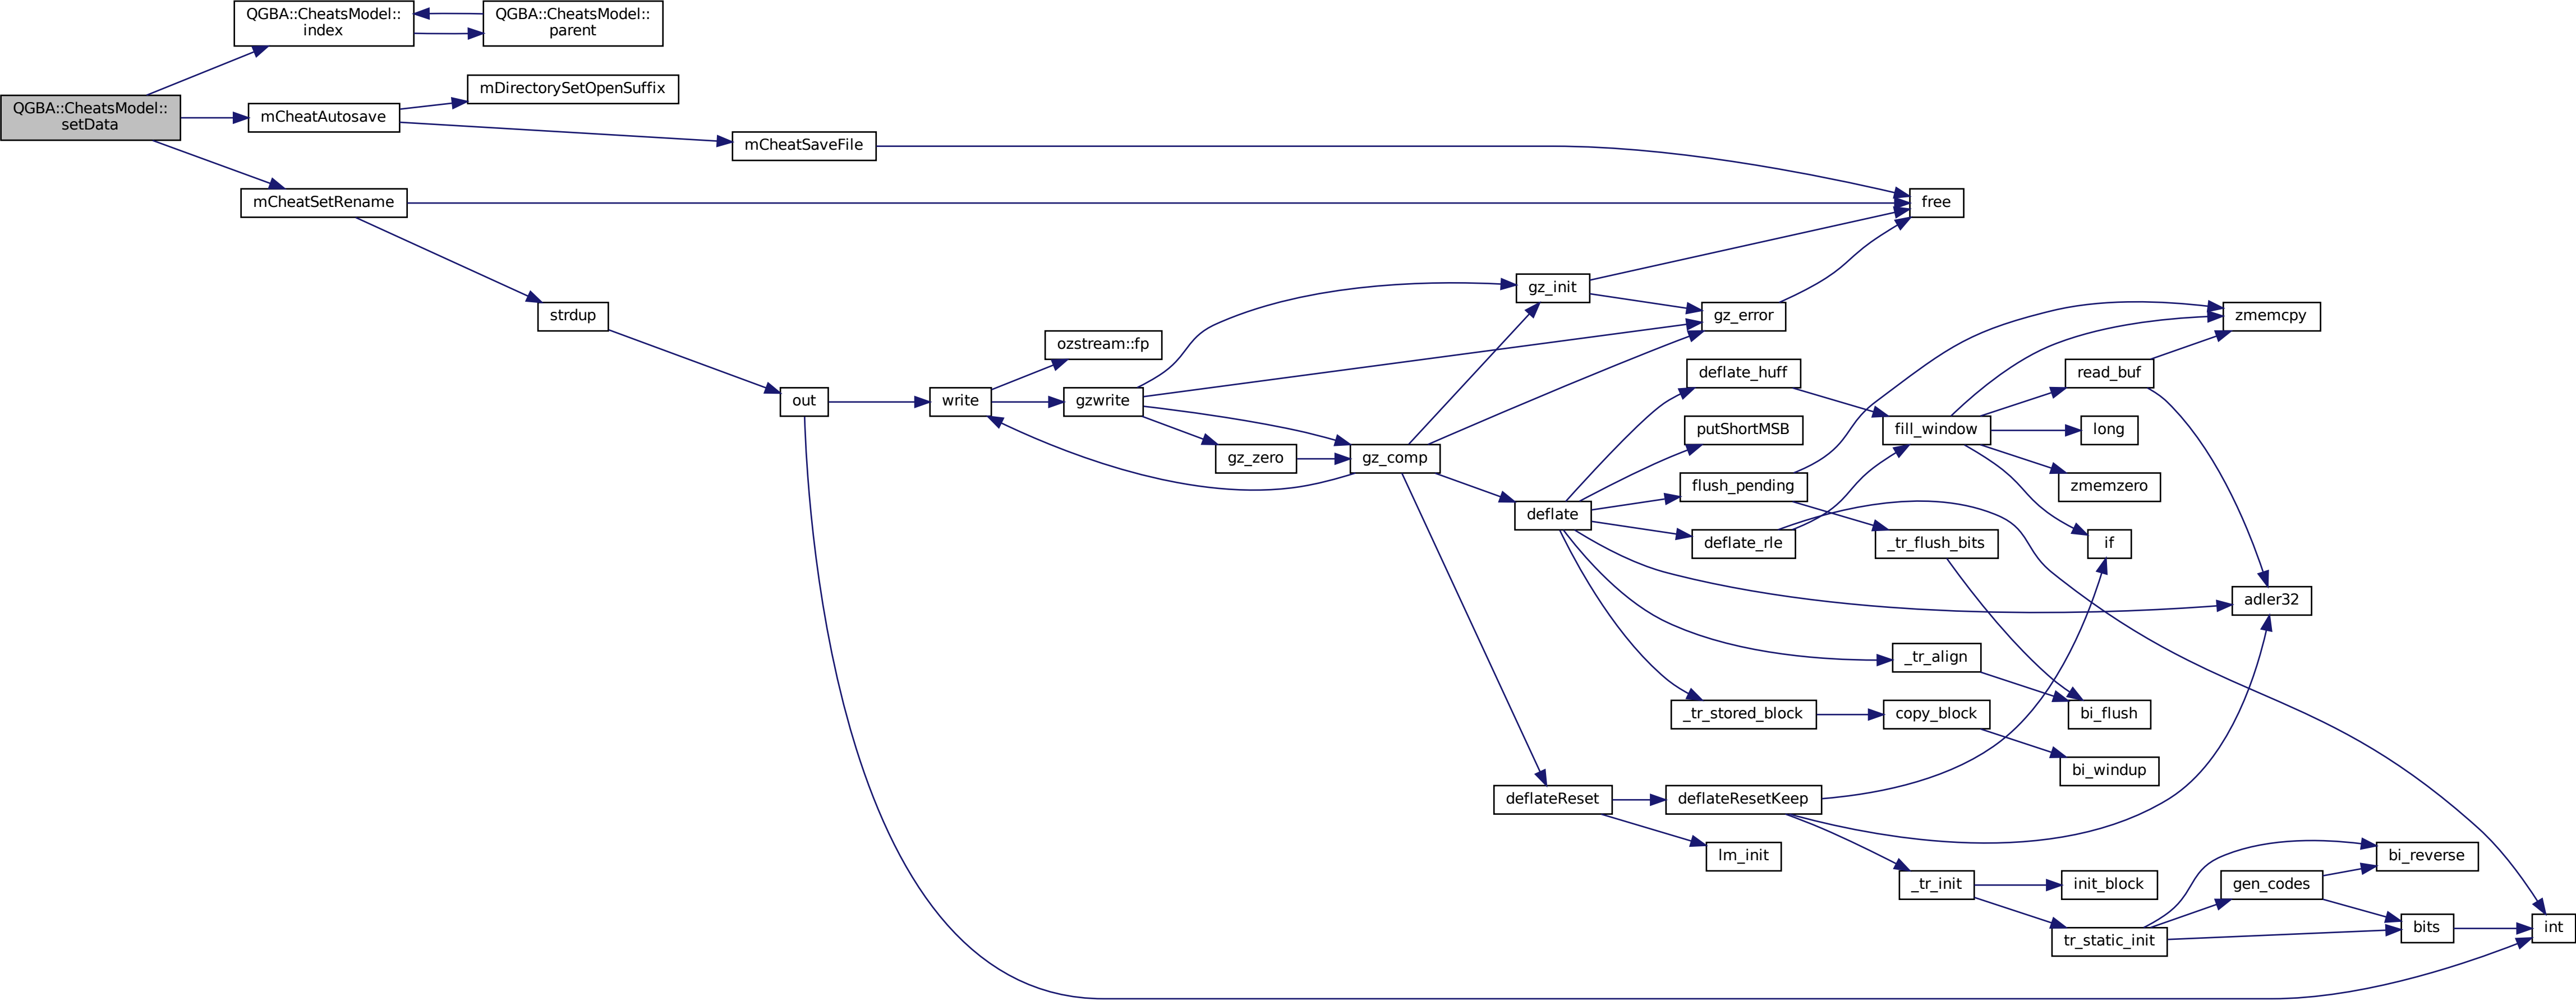 QGBA::CheatsModel::
setData
QGBA::CheatsModel::
index
QGBA::CheatsModel::
parent
mCheatAutosave
mDirectorySetOpenSuffix
mCheatSaveFile
mCheatSetRename
free
strdup
out
write
ozstream::fp
gzwrite
gz_zero
gz_comp
gz_init
gz_error
deflate
deflate_huff
putShortMSB
flush_pending
deflate_rle
_tr_flush_bits
fill_window
read_buf
long
zmemzero
if
zmemcpy
adler32
_tr_align
_tr_stored_block
copy_block
bi_flush
bi_windup
deflateReset
deflateResetKeep
lm_init
_tr_init
init_block
tr_static_init
gen_codes
bi_reverse
bits
int